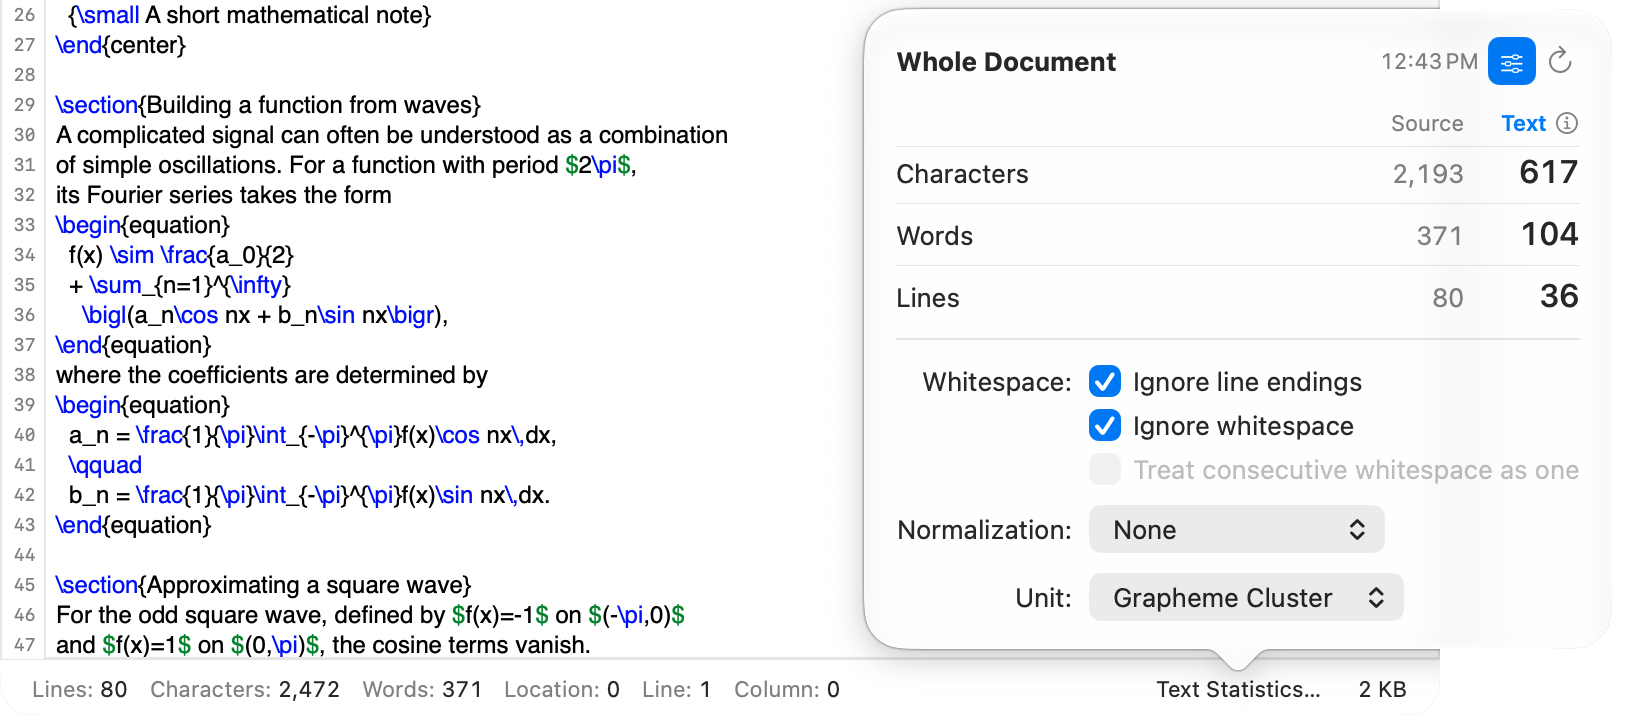 26 {\small A short mathematical note}
27 \end{center}
28
29 \section{Building a function from waves}
30 A complicated signal can often be understood as a combination
31 of simple oscillations. For a function with period $2\pi$,
32 its Fourier series takes the form
33 \begin{equation}
34 f(x) \sim \frac{a_0}{2}
35 + \sum_{n=1}^{\infty}
36 \bigl(a_n\cos nx + b_n\sin nx\bigr),
37 \end{equation}
38 where the coefficients are determined by
39 \begin{equation}
40 a_n = \frac{1}{\pi}\int_{-\pi}^{\pi}f(x)\cos nx\,dx,
41 \qquad
42 b_n = \frac{1}{\pi}\int_{-\pi}^{\pi}f(x)\sin nx\,dx.
43 \end{equation}
44
45 \section{Approximating a square wave}
46 For the odd square wave, defined by $f(x)=-1$ on $(-\pi,0)$
47 and $f(x)=1$ on $(0,\pi)$, the cosine terms vanish.
Whole Document 12:43 PM
Source Text
Characters 2,193 617
Words 371 104
Lines 80 36
Whitespace: Ignore line endings
Ignore whitespace
Treat consecutive whitespace as one
Normalization: None
Unit: Grapheme Cluster
Lines: 80 Characters: 2,472 Words: 371 Location: 0 Line: 1 Column: 0 Text Statistics... 2 KB